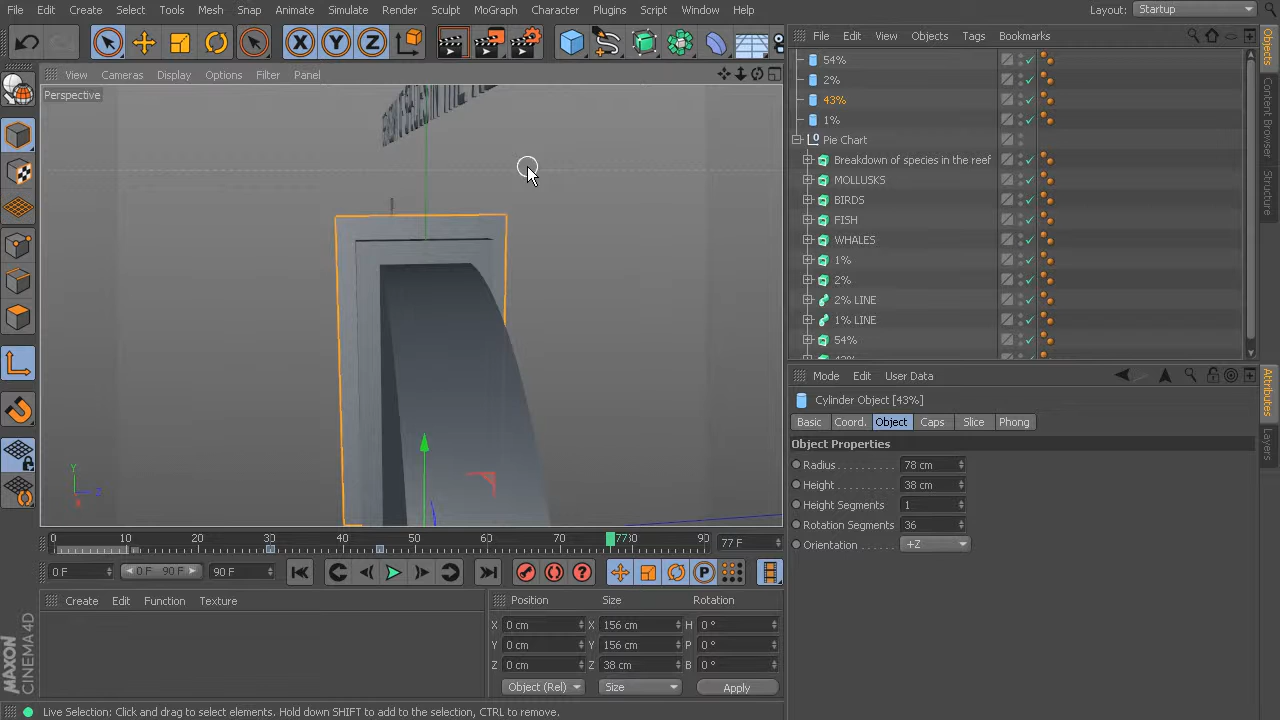 File Edit Create Select Tools Mesh Snap Animate Simulate Render Sculpt MoGraph Character Plugins Script Window Help Layout: Startup
File Edit View Objects Tags Bookmarks
View Cameras Display Options Filter Panel
Perspective
54%
2%
43%
1%
Pie Chart
Breakdown of species in the reef
MOLLUSKS
BIRDS
FISH
WHALES
1%
2%
2% LINE
1% LINE
54%
Objects
Content Browser
Structure
Mode Edit User Data
Cylinder Object [43%]
Basic Coord. Object Caps Slice Phong
Object Properties
Radius . . . . . . . . . . 78 cm
Height . . . . . . . . . . 38 cm
Height Segments 1
Rotation Segments 36
Orientation . . . . . . +Z
Attributes
Layers
Y
Z
X
0 10 20 30 40 50 60 70 77 90 77 F
0 F 0 F 90 F 90 F
Create Edit Function Texture
Position Size Rotation
X 0 cm X 156 cm H 0 °
Y 0 cm Y 156 cm P 0 °
Z 0 cm Z 38 cm B 0 °
Object (Rel) Size Apply
MAXON
CINEMA 4D
Live Selection: Click and drag to select elements. Hold down SHIFT to add to the selection, CTRL to remove.